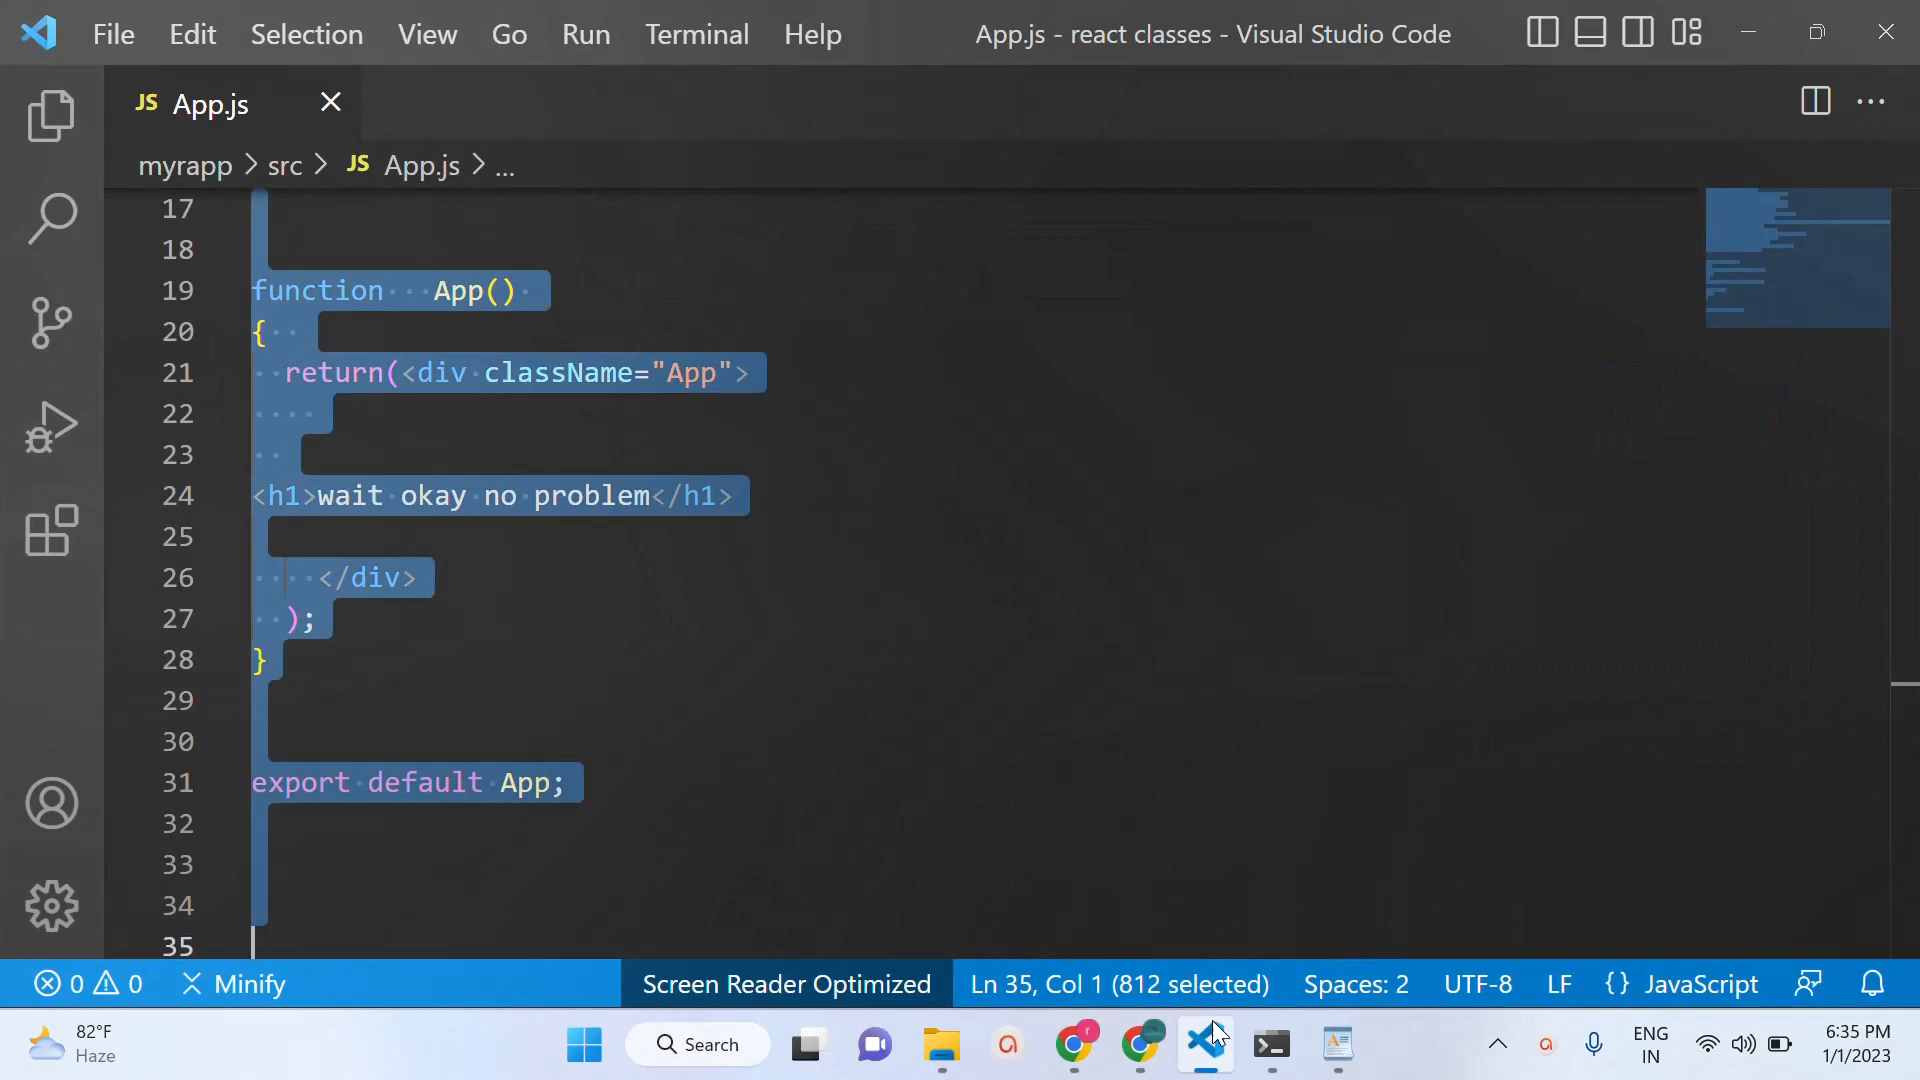 File Edit Selection View Go Run Terminal Help App.js - react classes - Visual Studio Code
JS App.js
myrapp > src > JS App.js > ...
17
18
19 function App()
20 {
21 return(<div className="App">
22
23
24 <h1>wait okay no problem</h1>
25
26 </div>
27 );
28 }
29
30
31 export default App;
32
33
34
35
0 0 Minify Screen Reader Optimized Ln 35, Col 1 (812 selected) Spaces: 2 UTF-8 LF {} JavaScript
82°F
Haze
Search
r
ENG
IN
6:35 PM
1/1/2023